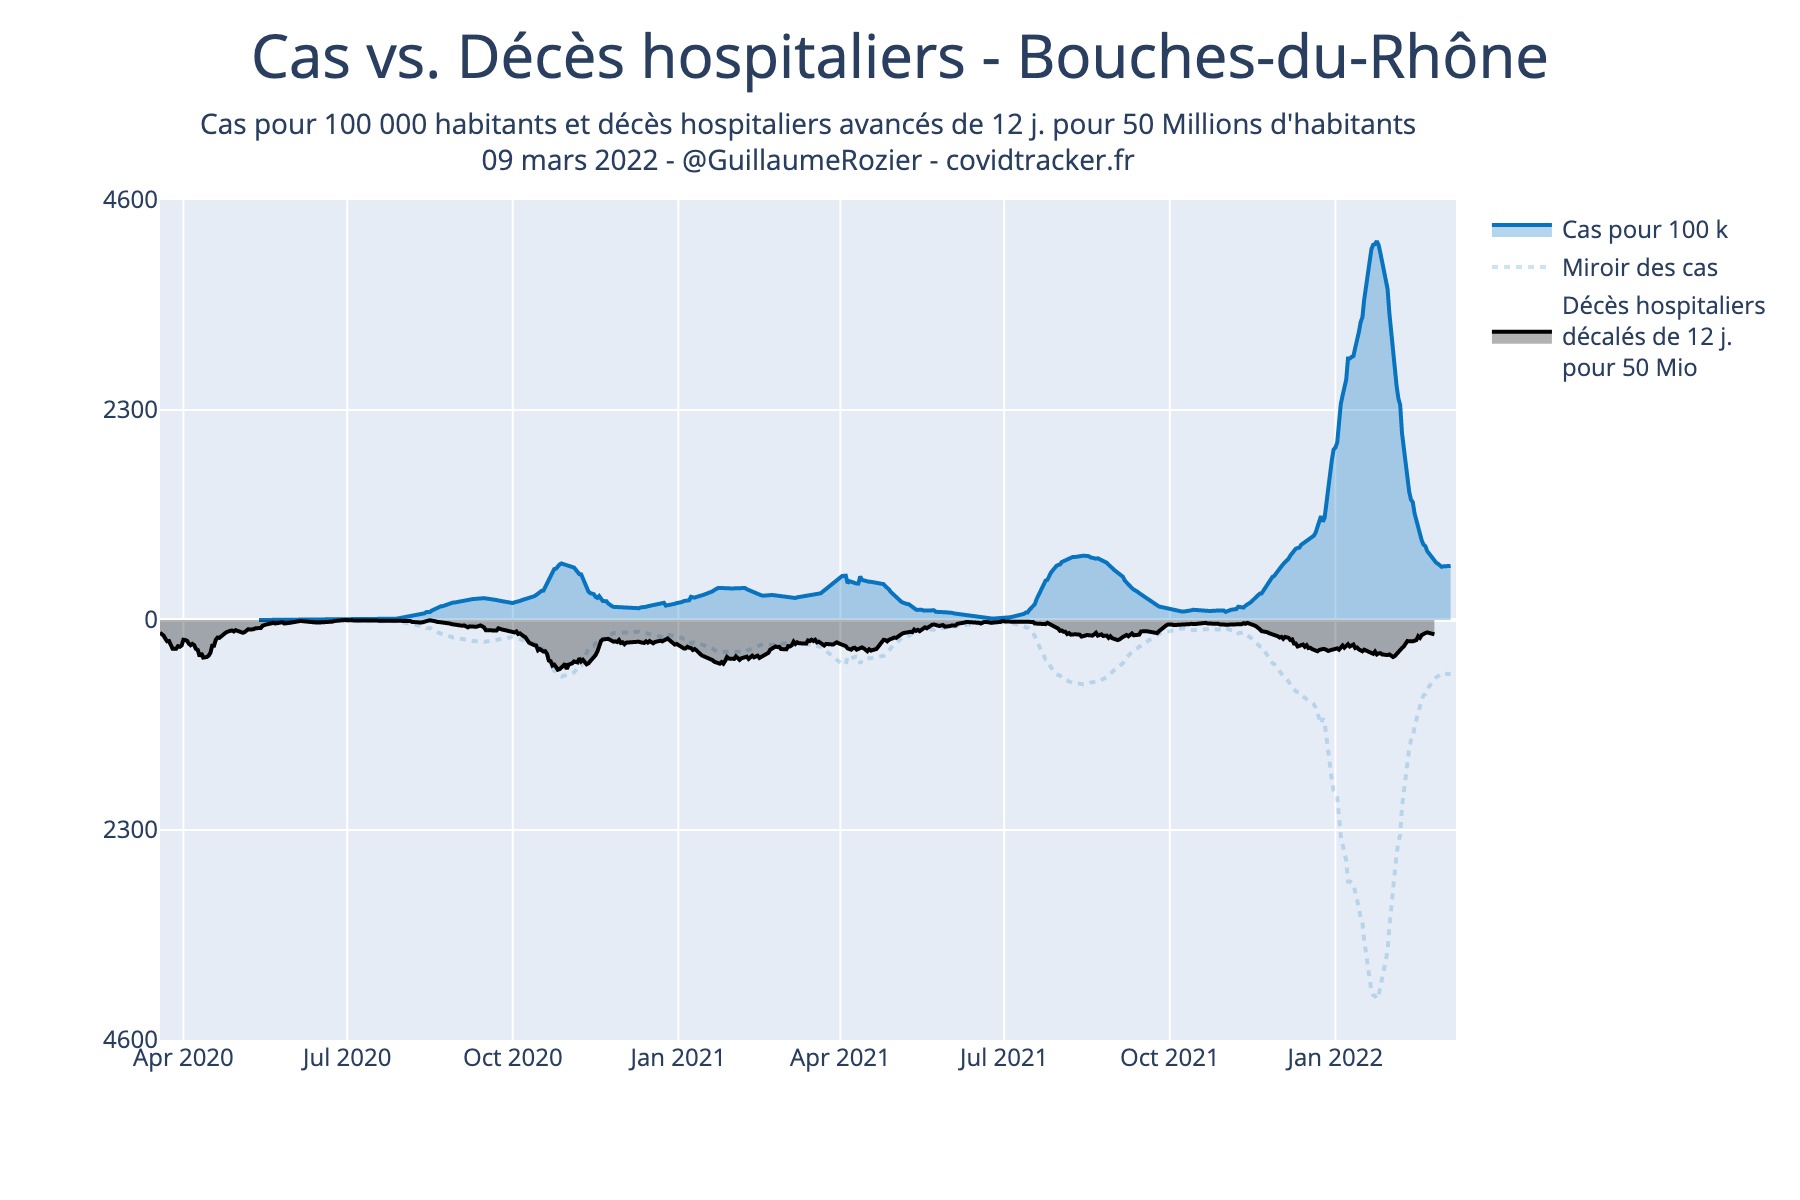 Cas vs. Décès hospitaliers - Bouches-du-Rhône
Cas pour 100 000 habitants et décès hospitaliers avancés de 12 j. pour 50 Millions d'habitants
09 mars 2022 - @GuillaumeRozier - covidtracker.fr
4600
2300
0
2300
4600
Apr 2020
Jul 2020
Oct 2020
Jan 2021
Apr 2021
Jul 2021
Oct 2021
Jan 2022
Cas pour 100 k
Miroir des cas
Décès hospitaliers
décalés de 12 j.
pour 50 Mio